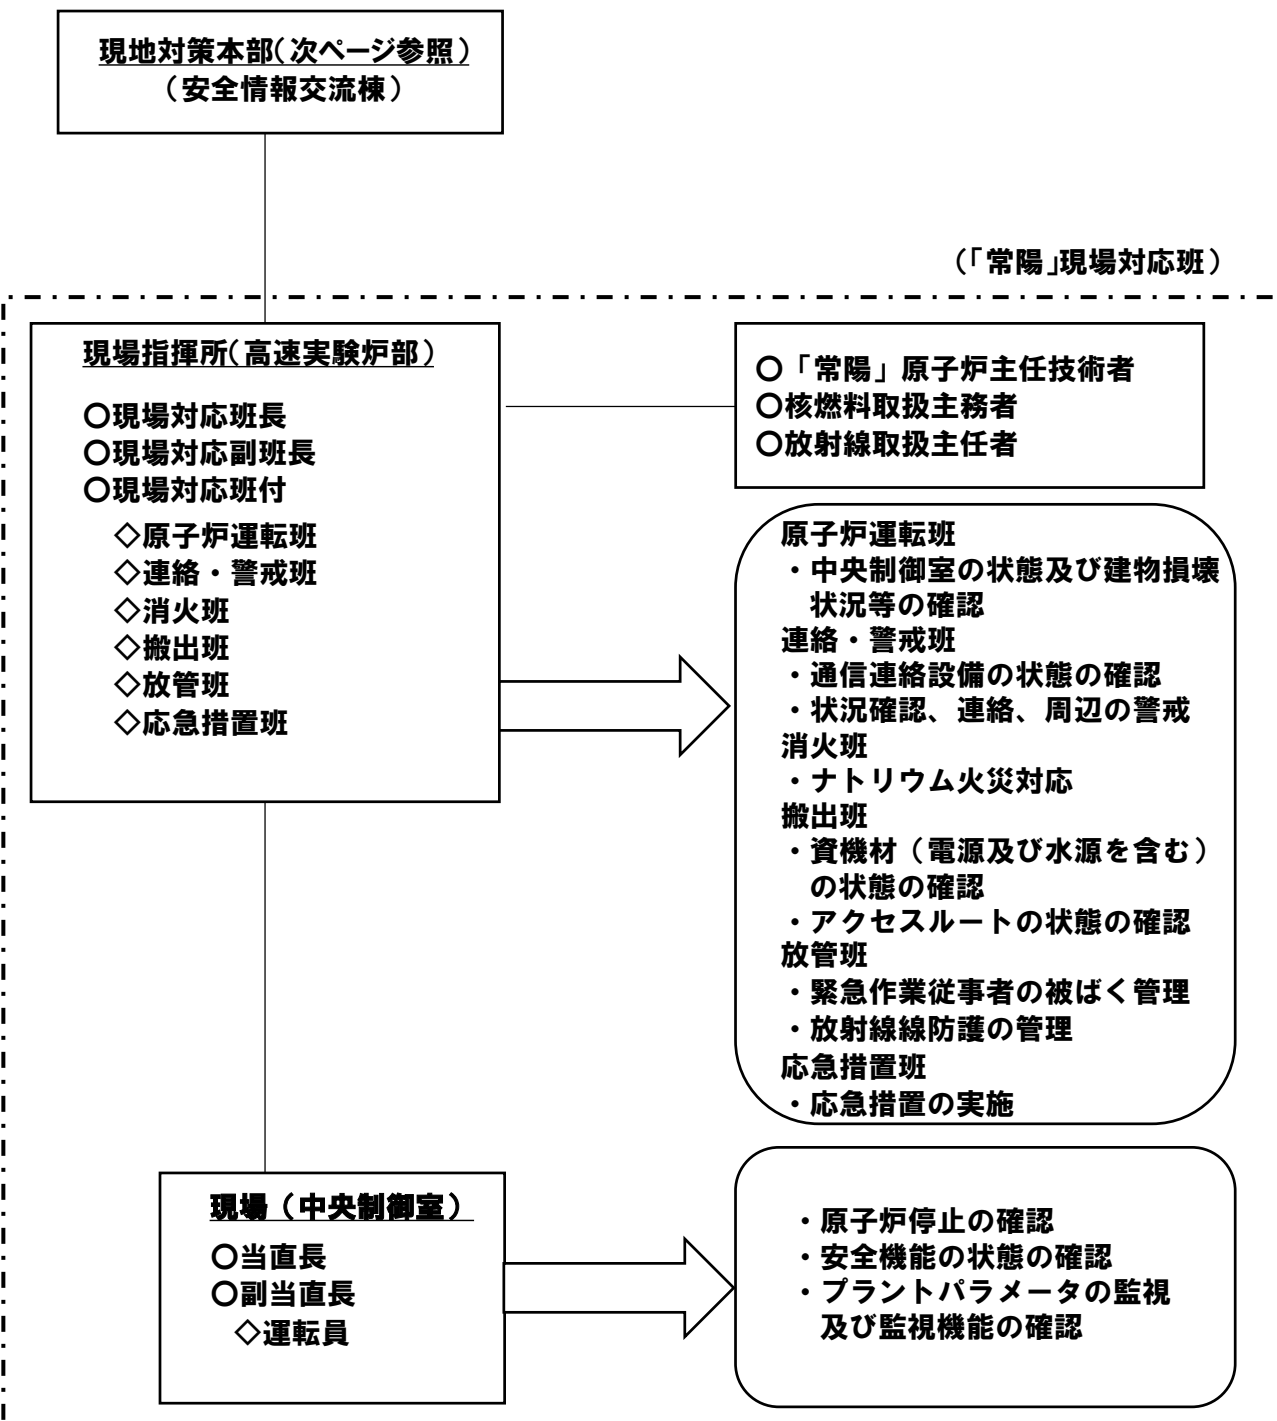 現地対策本部(次ページ参照)
（安全情報交流棟）
（「常陽」現場対応班）
現場指揮所(高速実験炉部)
〇現場対応班長
〇現場対応副班長
〇現場対応班付
◇原子炉運転班
◇連絡・警戒班
◇消火班
◇搬出班
◇放管班
◇応急措置班
〇「常陽」原子炉主任技術者
〇核燃料取扱主務者
〇放射線取扱主任者
原子炉運転班
・中央制御室の状態及び建物損壊
状況等の確認
連絡・警戒班
・通信連絡設備の状態の確認
・状況確認、連絡、周辺の警戒
消火班
・ナトリウム火災対応
搬出班
・資機材（電源及び水源を含む）
の状態の確認
・アクセスルートの状態の確認
放管班
・緊急作業従事者の被ばく管理
・放射線線防護の管理
応急措置班
・応急措置の実施
現場（中央制御室）
〇当直長
〇副当直長
◇運転員
・原子炉停止の確認
・安全機能の状態の確認
・プラントパラメータの監視
及び監視機能の確認